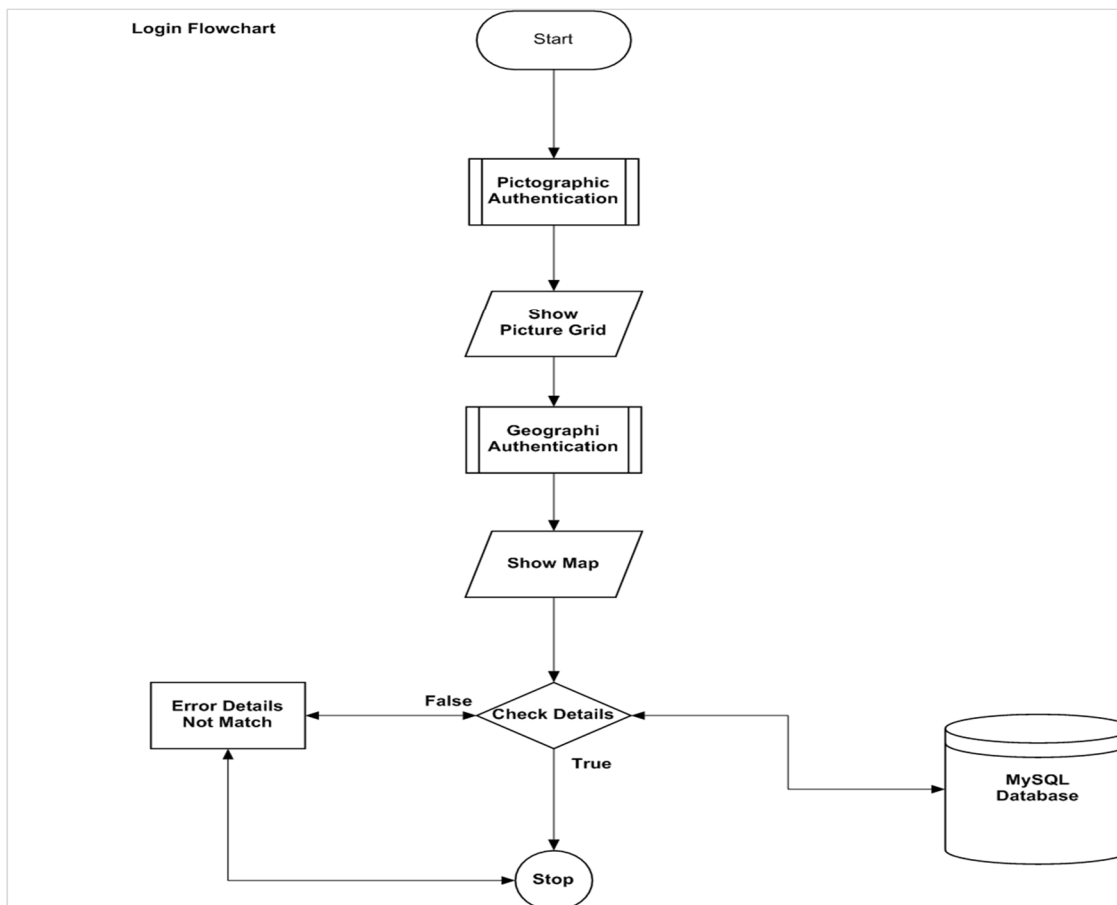 Login Flowchart
Start
Pictographic
Authentication
Show
Picture Grid
Geographi
Authentication
Show Map
Error Details
Not Match
False
Check Details
True
MySQL
Database
Stop